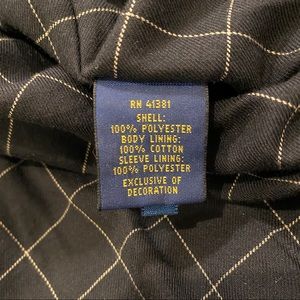 RN 41381
SHELL:
100% POLYESTER
BODY LINING:
100% COTTON
SLEEVE LINING:
100% POLYESTER
EXCLUSIVE OF
DECORATION